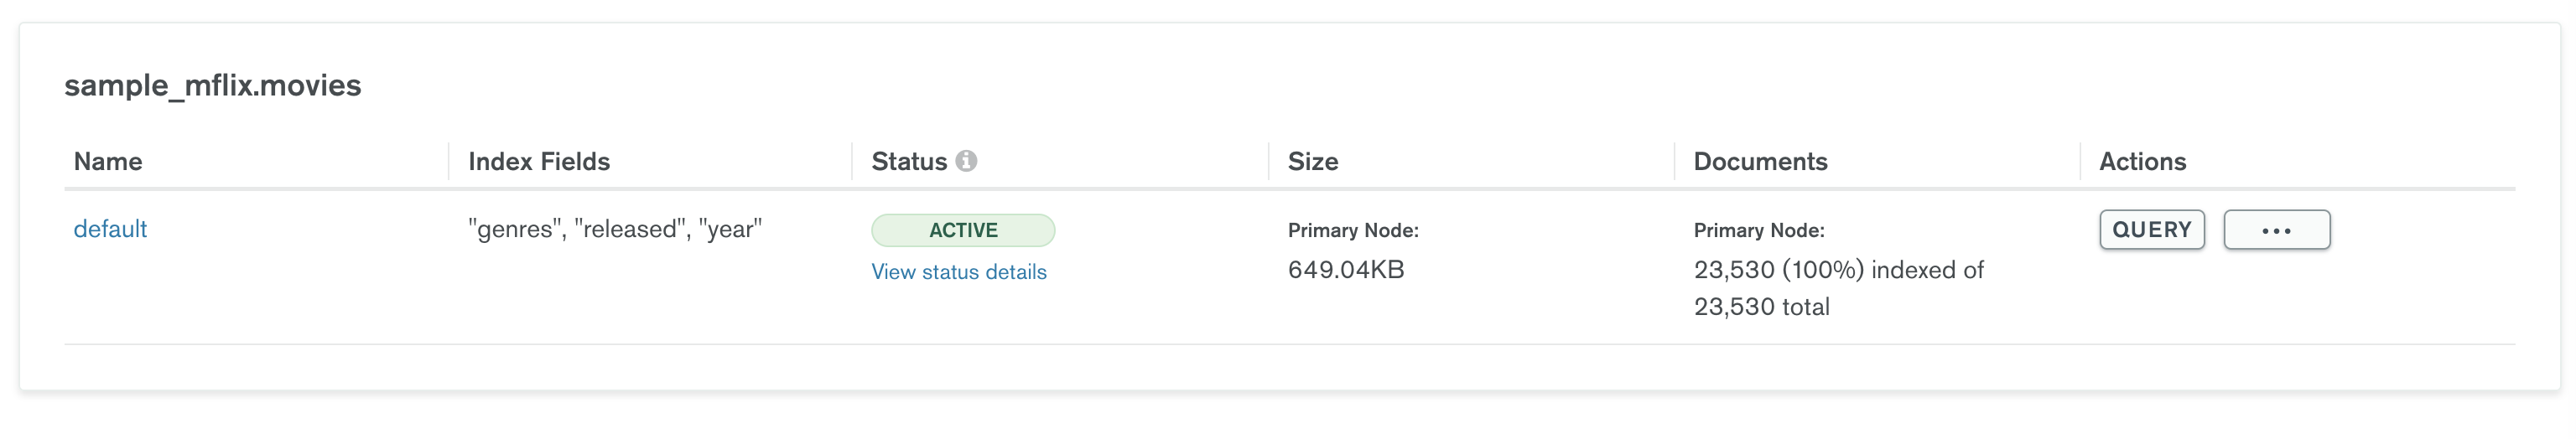 sample_mflix.movies
Name Index Fields Status Size Documents Actions
default "genres", "released", "year" ACTIVE Primary Node: Primary Node: QUERY ...
View status details 649.04KB 23,530 (100%) indexed of
23,530 total